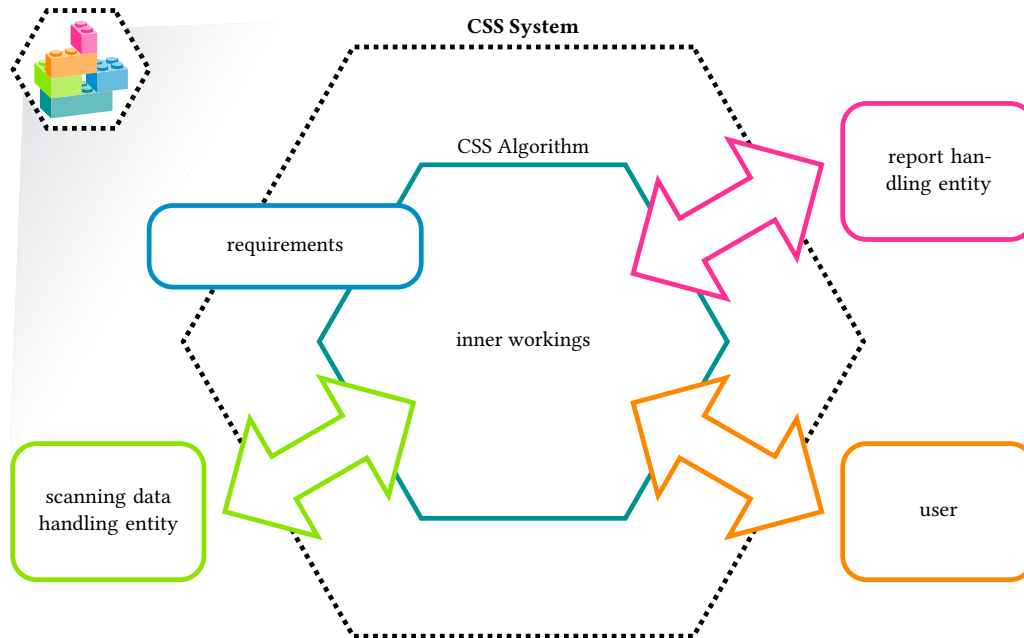 CSS System
CSS Algorithm
report han-
dling entity
requirements
inner workings
scanning data
handling entity
user